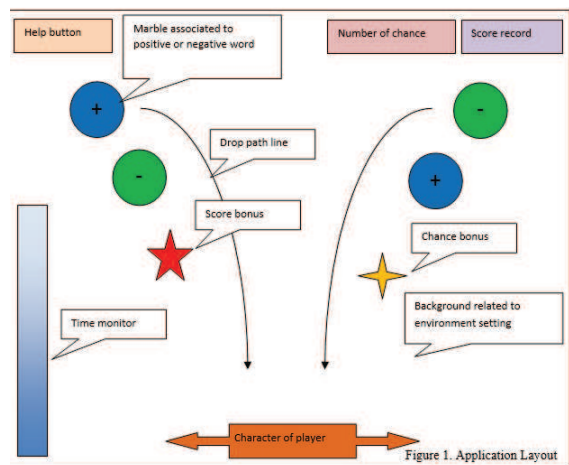 Help button
Marble associated to
positive or negative word
Number of chance
Score record
+
-
Drop path line
-
+
Score bonus
Chance bonus
Time monitor
Background related to
environment setting
Character of player
Figure 1. Application Layout